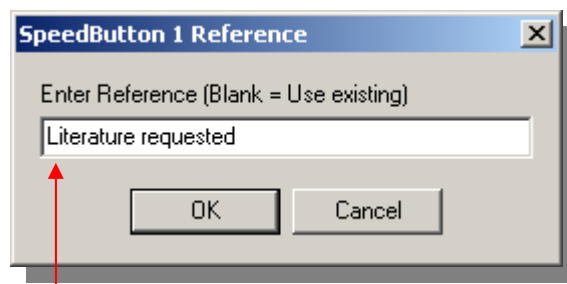 SpeedButton 1 Reference
Enter Reference (Blank = Use existing)
Literature requested
OK Cancel